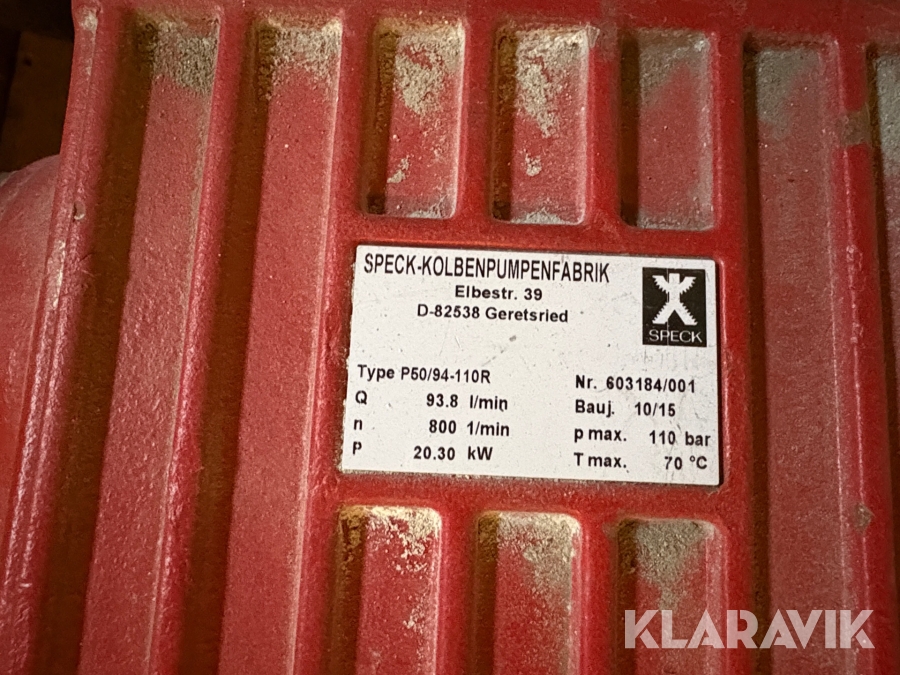 SPECK-KOLBENPUMPENFABRIK
Elbestr. 39
D-82538 Geretsried
SPECK
Type P50/94-110R
Nr. 603184/001
Q 93.8 l/min
Bauj. 10/15
n 800 1/min
p max. 110 bar
P 20.30 kW
T max. 70 °C
KLARAVIK